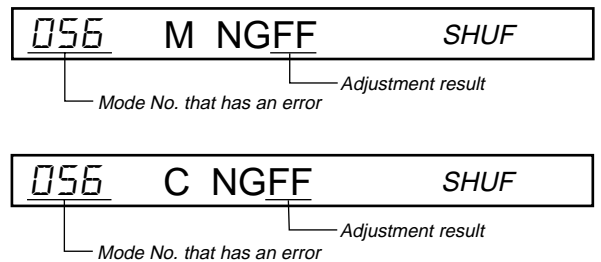 056 M NGFF SHUF
Adjustment result
Mode No. that has an error
056 C NGFF SHUF
Adjustment result
Mode No. that has an error